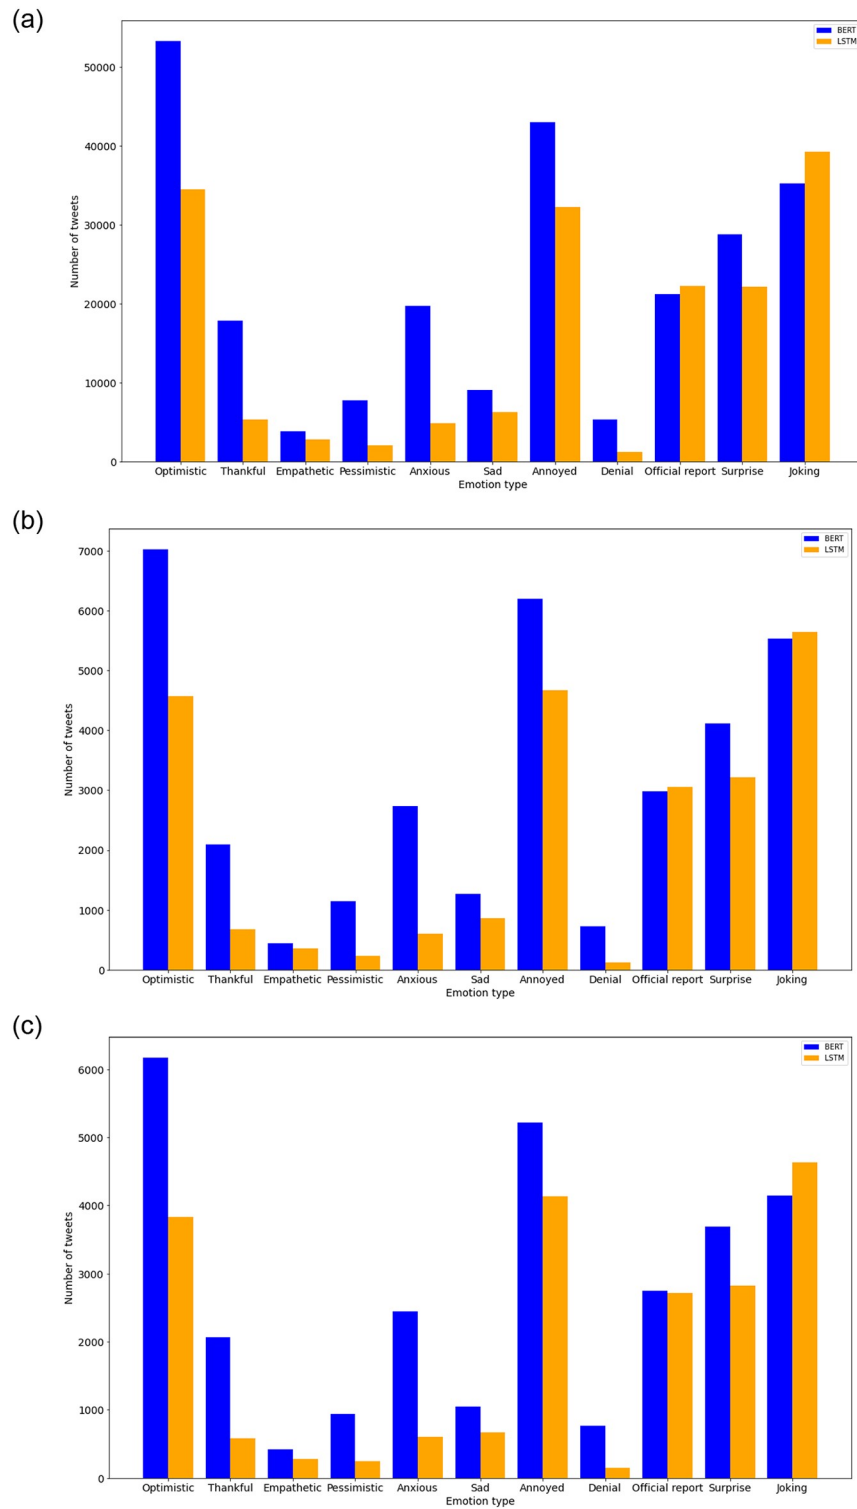 (a)
BERT
LSTM
50000
40000
30000
20000
10000
0
Number of tweets
Optimistic Thankful Empathetic Pessimistic Anxious Sad Annoyed Denial Official report Surprise Joking
Emotion type
(b)
BERT
LSTM
7000
6000
5000
4000
3000
2000
1000
0
Number of tweets
Optimistic Thankful Empathetic Pessimistic Anxious Sad Annoyed Denial Official report Surprise Joking
Emotion type
(c)
BERT
LSTM
6000
5000
4000
3000
2000
1000
0
Number of tweets
Optimistic Thankful Empathetic Pessimistic Anxious Sad Annoyed Denial Official report Surprise Joking
Emotion type